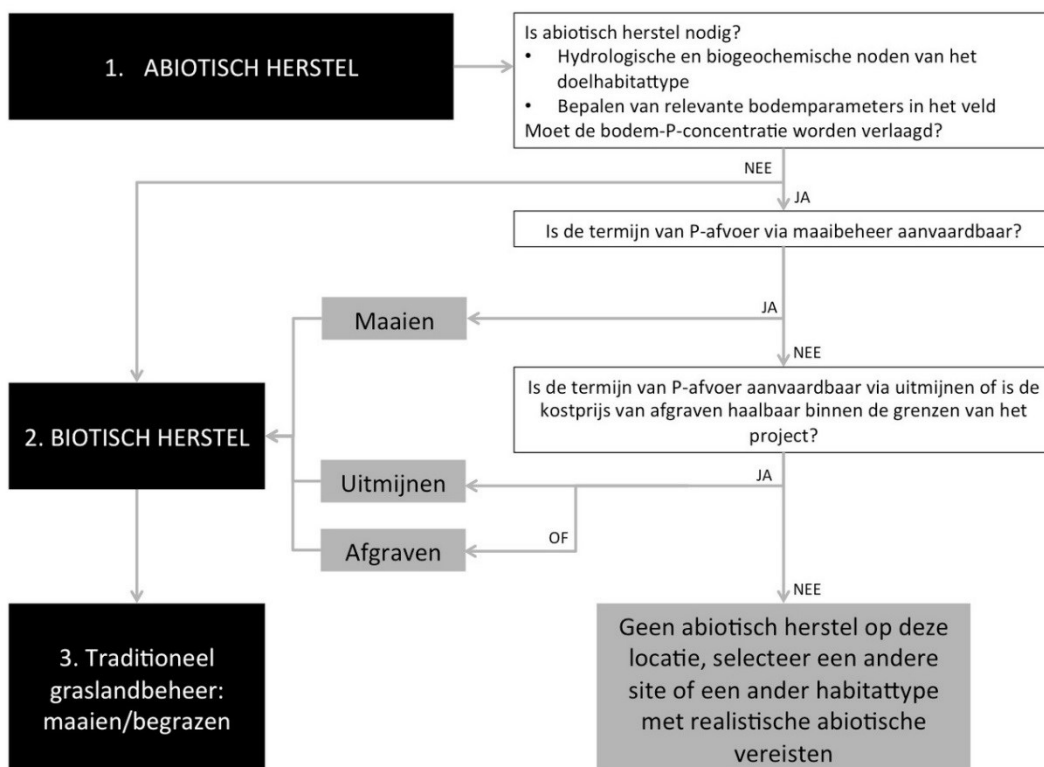 1. ABIOTISCH HERSTEL
Is abiotisch herstel nodig?
• Hydrologische en biogeochemische noden van het
doelhabitattype
• Bepalen van relevante bodemparameters in het veld
Moet de bodem-P-concentratie worden verlaagd?
NEE
JA
Is de termijn van P-afvoer via maaibeheer aanvaardbaar?
Maaien
JA
NEE
Is de termijn van P-afvoer aanvaardbaar via uitmijnen of is de
kostprijs van afgraven haalbaar binnen de grenzen van het
project?
2. BIOTISCH HERSTEL
Uitmijnen
JA
Afgraven
OF
NEE
3. Traditioneel
graslandbeheer:
maaien/begrazen
Geen abiotisch herstel op deze
locatie, selecteer een andere
site of een ander habitattype
met realistische abiotische
vereisten